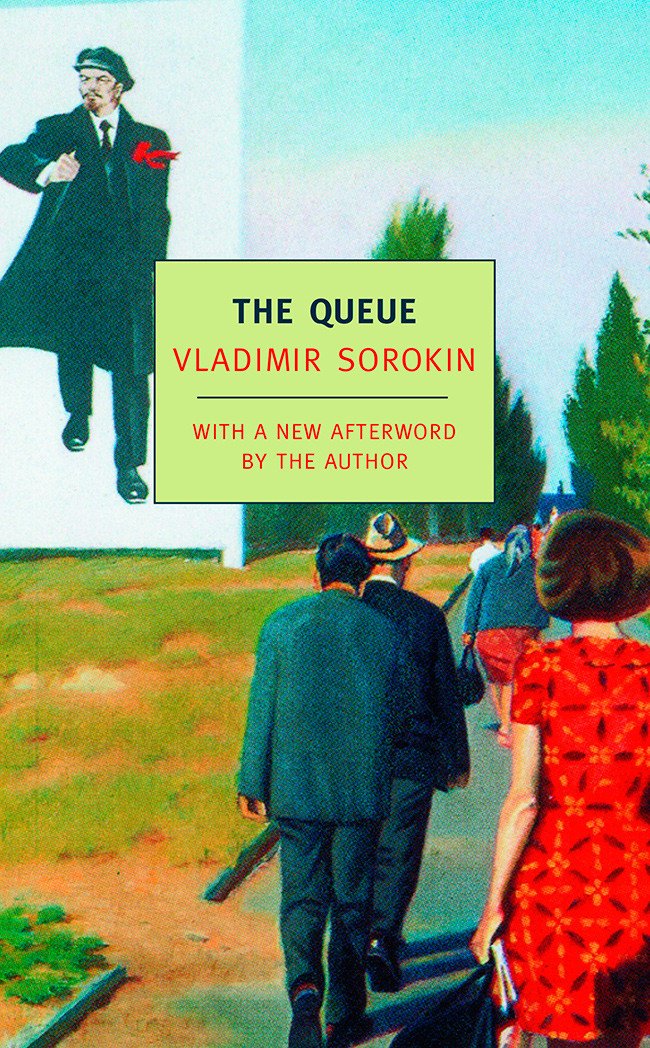 THE QUEUE
VLADIMIR SOROKIN
WITH A NEW AFTERWORD
BY THE AUTHOR